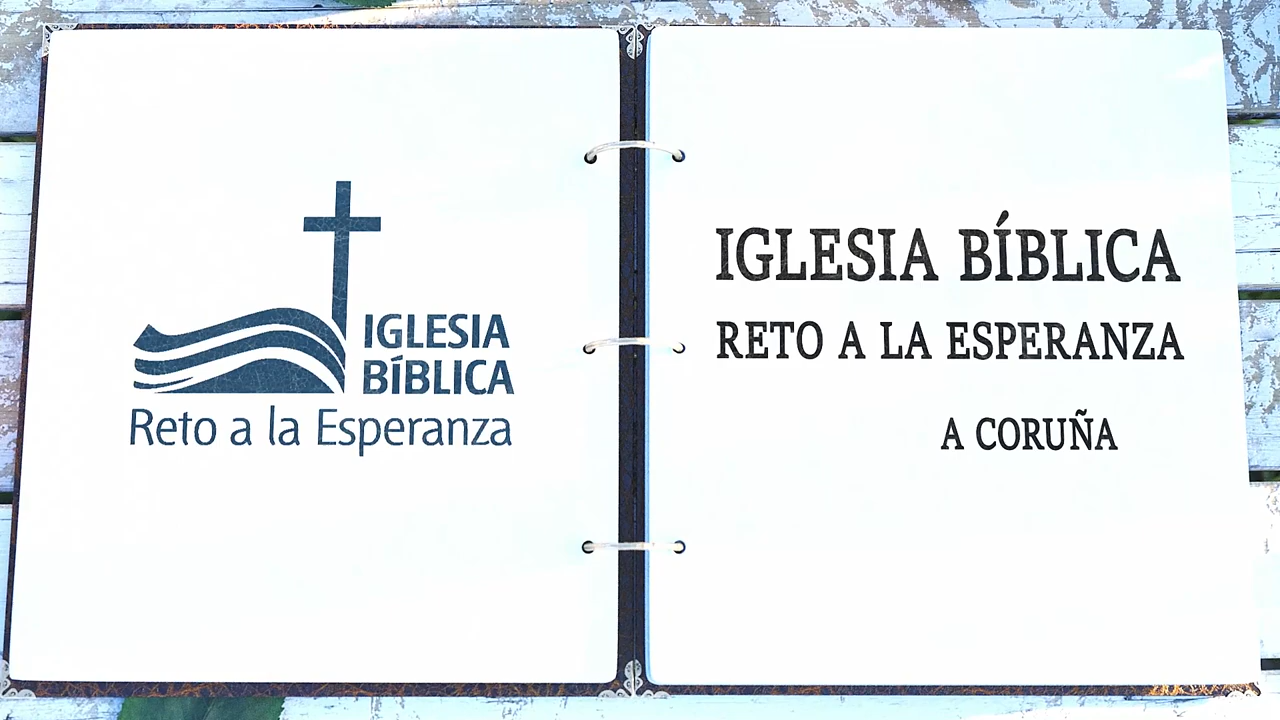 IGLESIA
BÍBLICA
Reto a la Esperanza
IGLESIA BÍBLICA
RETO A LA ESPERANZA
A CORUÑA